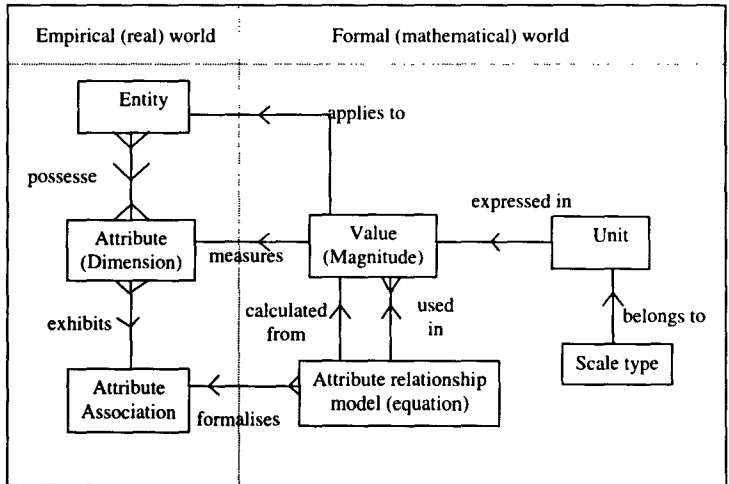 Empirical (real) world
Formal (mathematical) world
Entity
applies to
possesse
expressed in
Attribute
(Dimension)
measures
Value
(Magnitude)
Unit
exhibits
calculated
from
used
in
belongs to
Scale type
Attribute
Association
formalises
Attribute relationship
model (equation)